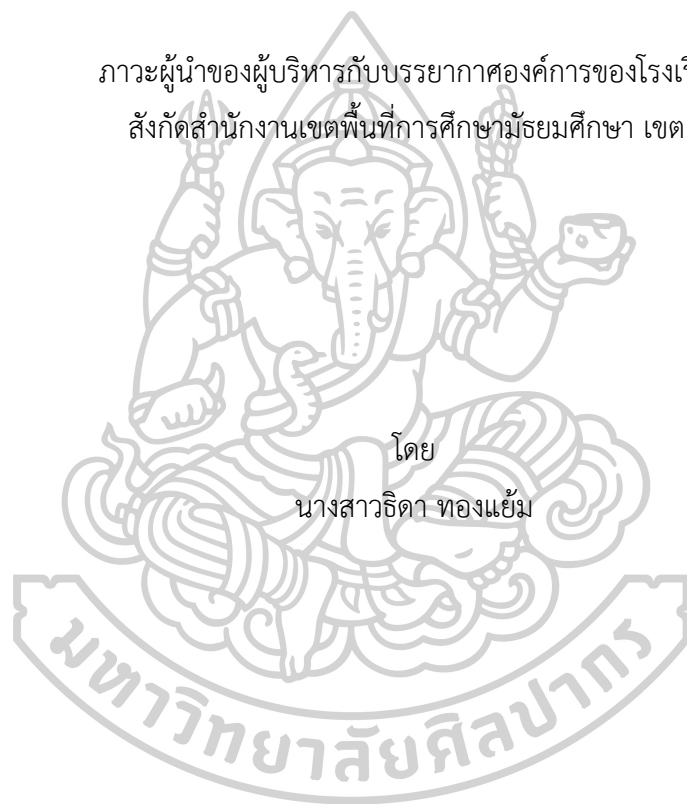 ภาวะผู้นำของผู้บริหารกับบรรยากาศองค์การของโรงเรี
สังกัดสำนักงานเขตพื้นที่การศึกษามัธยมศึกษา เขต
โดย
นางสาวธิดา ทองแย้ม
มหาวิทยาลัยศิลปากร